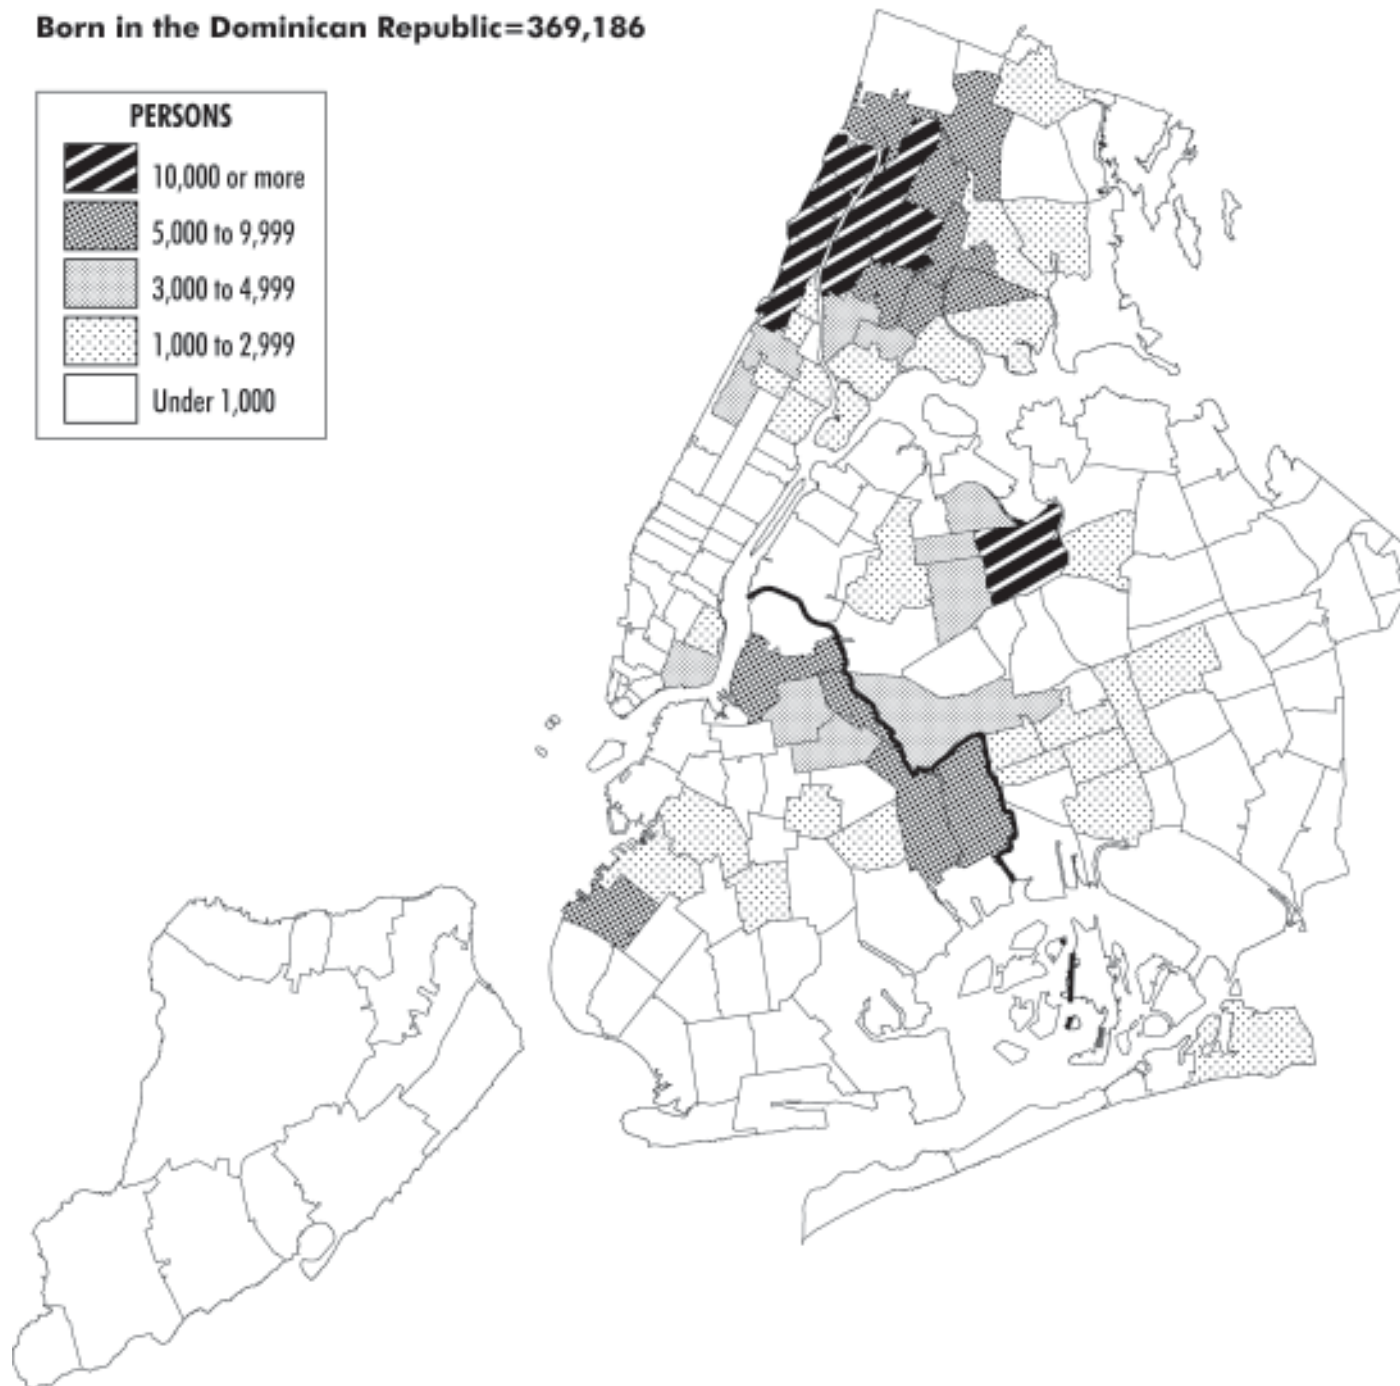 Born in the Dominican Republic=369,186
PERSONS
10,000 or more
5,000 to 9,999
3,000 to 4,999
1,000 to 2,999
Under 1,000